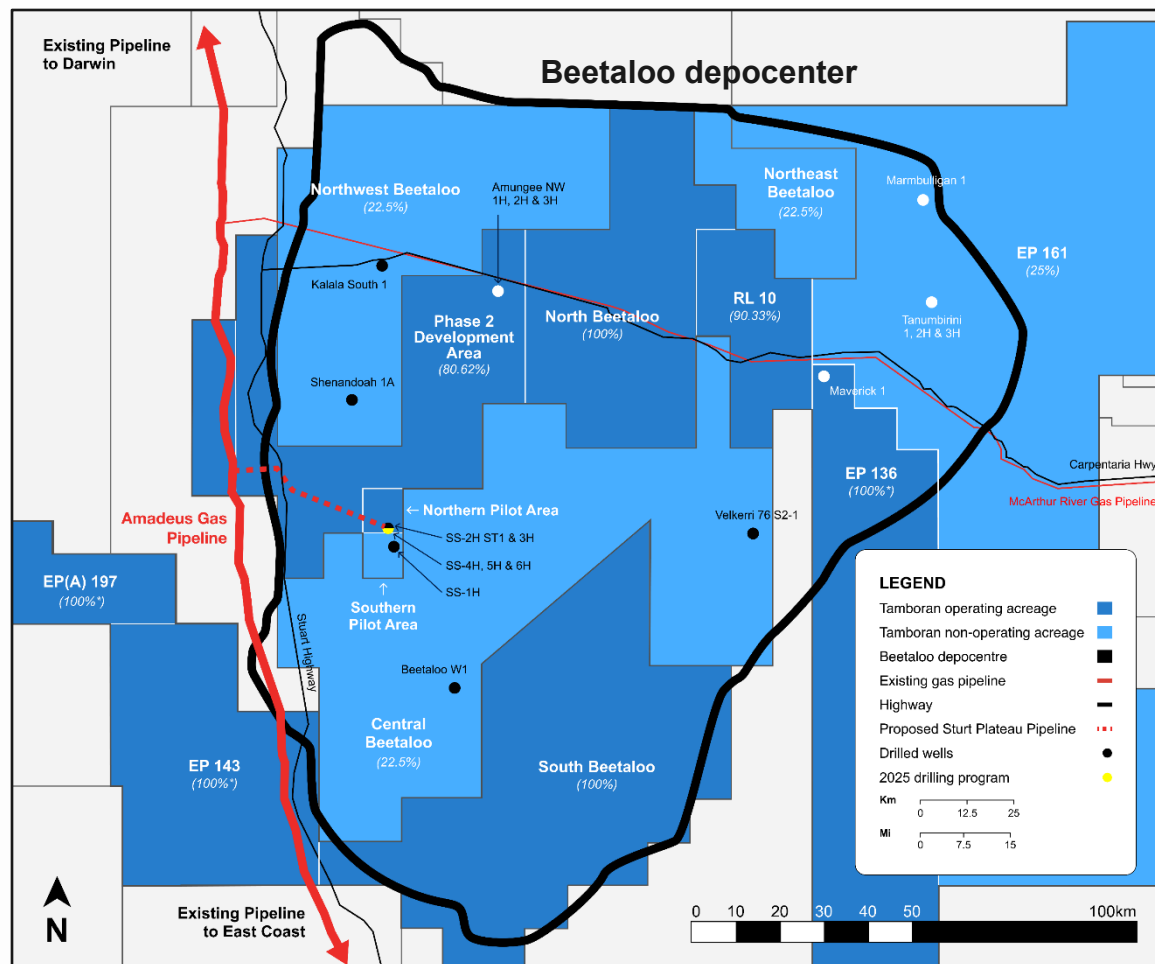 Existing Pipeline
to Darwin
Beetaloo depocenter
Northwest Beetaloo
(22.5%)
Amungee NW
1H, 2H & 3H
Northeast
Beetaloo
(22.5%)
Marmbulligan 1
EP 161
(25%)
Kalala South 1
Phase 2
Development
Area
(80.62%)
North Beetaloo
(100%)
RL 10
(90.33%)
Tanumbirini
1, 2H & 3H
Shenandoah 1A
Maverick 1
Carpentaria Hwy
McArthur River Gas Pipeline
EP 136
(100%*)
Amadeus Gas
Pipeline
Northern Pilot Area
SS-2H ST1 & 3H
SS-4H, 5H & 6H
SS-1H
Velkerri 76 S2-1
EP(A) 197
(100%*)
Southern
Pilot Area
Stuart Highway
Beetaloo W1
Central
Beetaloo
(22.5%)
EP 143
(100%*)
South Beetaloo
(100%)
LEGEND
Tamboran operating acreage
Tamboran non-operating acreage
Beetaloo depocentre
Existing gas pipeline
Highway
Proposed Sturt Plateau Pipeline
Drilled wells
2025 drilling program
Km
0 12.5 25
Mi
0 7.5 15
N
Existing Pipeline
to East Coast
0 10 20 30 40 50 100km